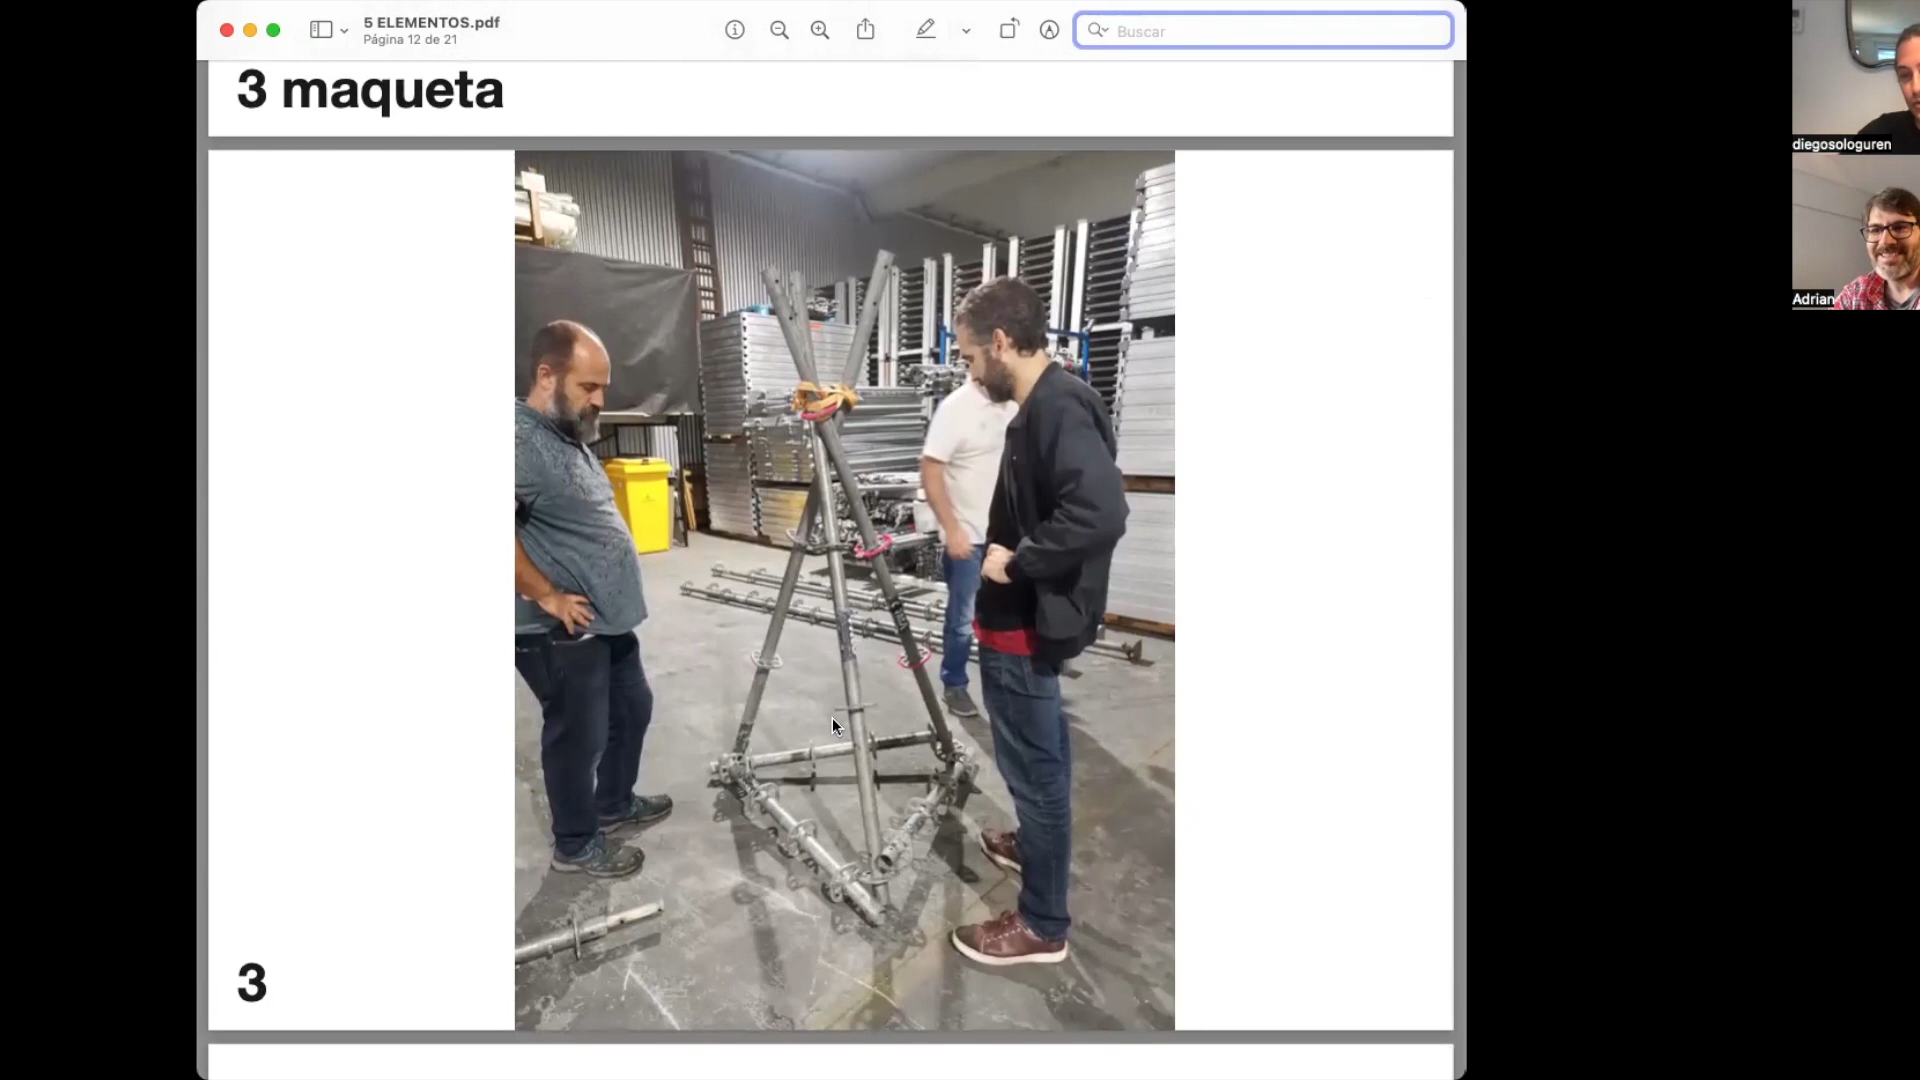 5 ELEMENTOS.pdf
Página 12 de 21
Buscar
3 maqueta
3
diegosologuren
Adrian